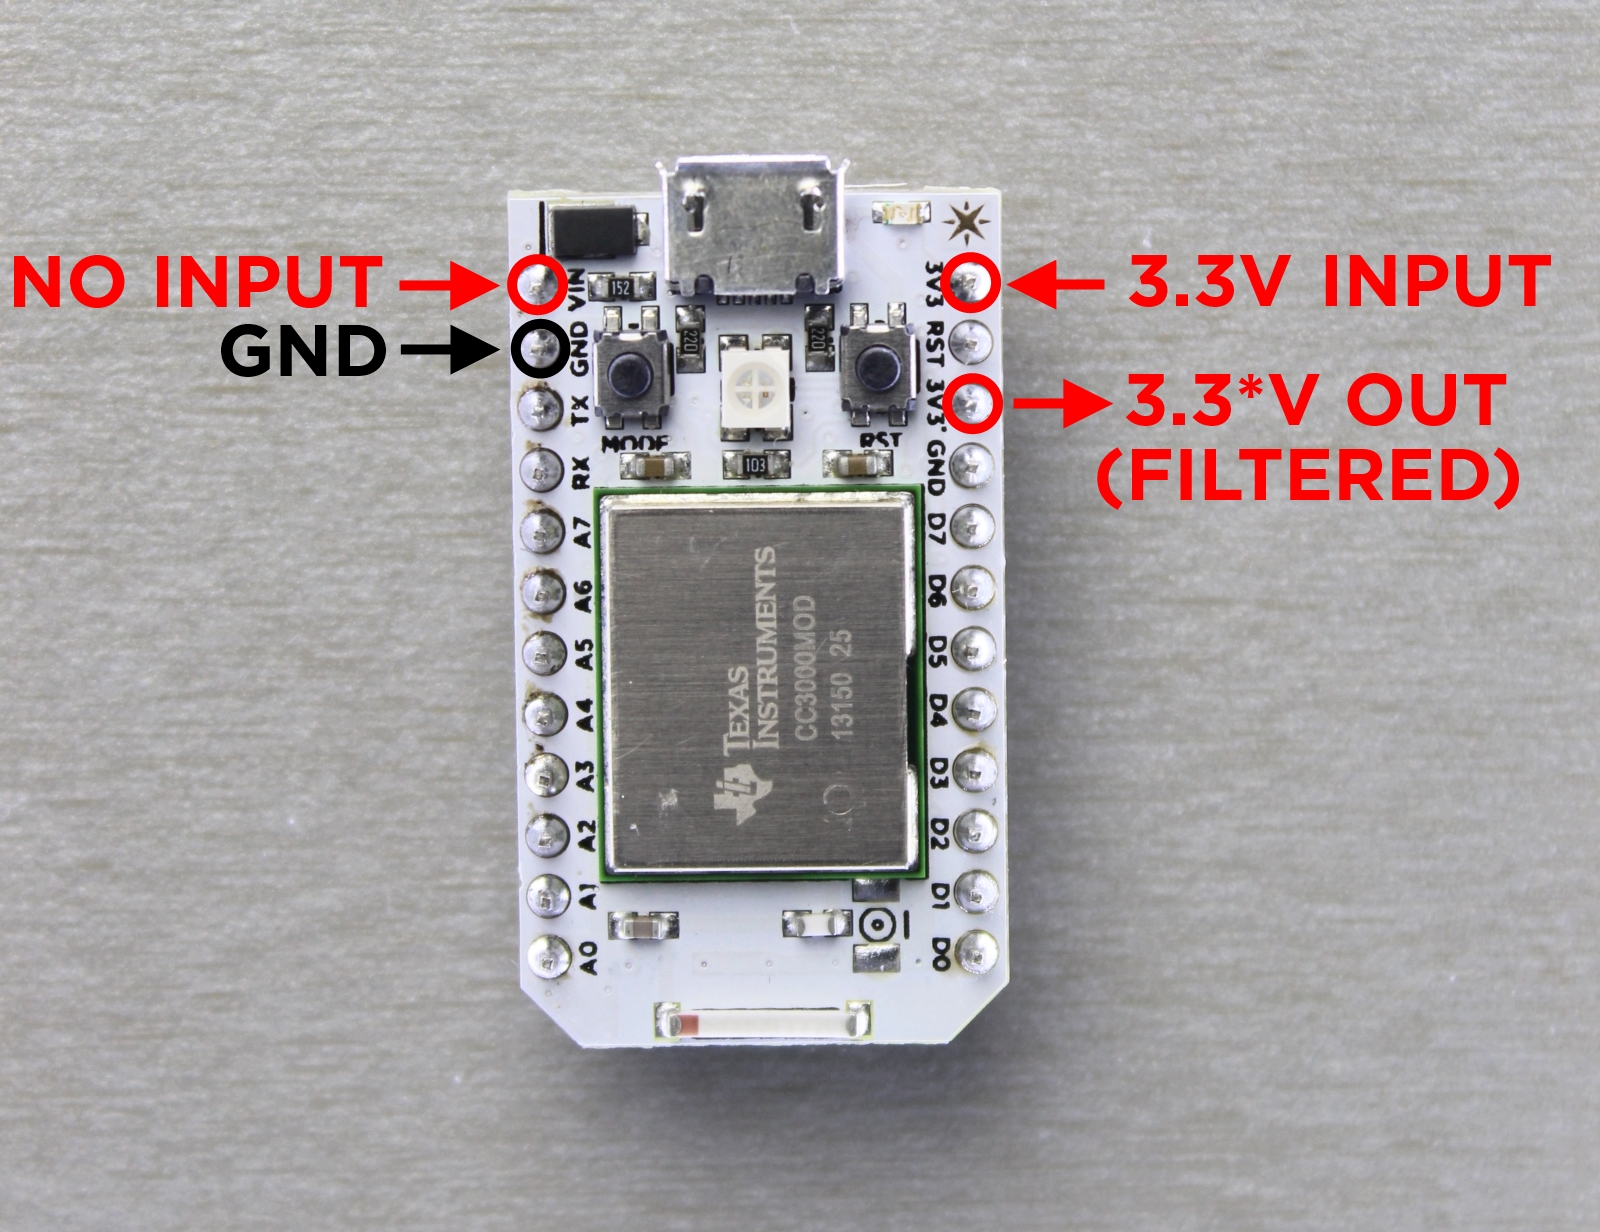 NO INPUT
GND
3.3V INPUT
3.3*V OUT
(FILTERED)
VIN
GND
TX
RX
A7
A6
A5
A4
A3
A2
A1
A0
3V3
RST
3V3*
GND
D7
D6
D5
D4
D3
D2
D1
D0
152
220
220
MODE
RST
103
TEXAS
INSTRUMENTS
CC3000MOD
13150 25